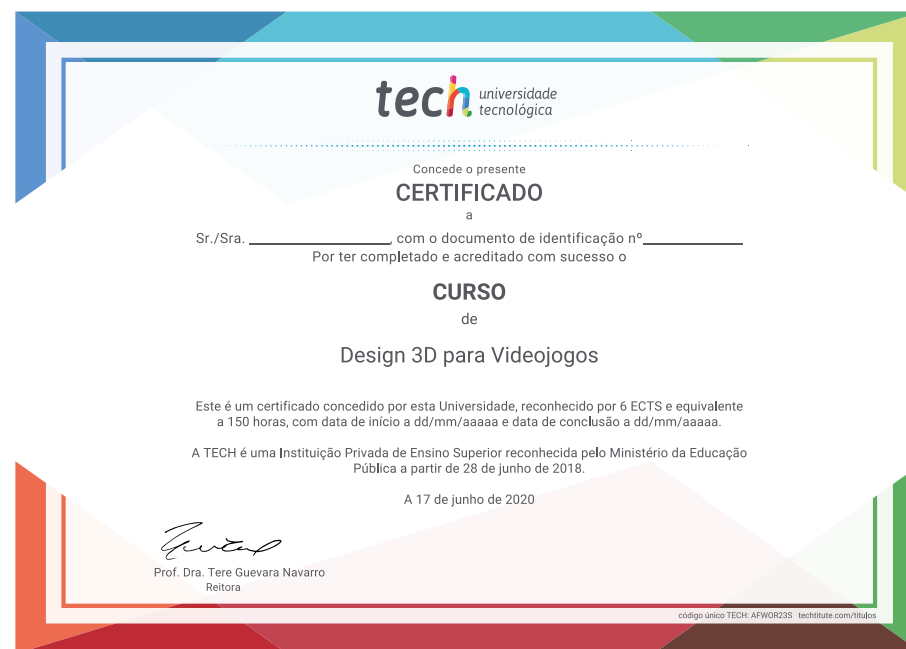 tech universidade
tecnológica
Concede o presente
CERTIFICADO
a
Sr./Sra. ____________________, com o documento de identificação nº______________
Por ter completado e acreditado com sucesso o
CURSO
de
Design 3D para Videojogos
Este é um certificado concedido por esta Universidade, reconhecido por 6 ECTS e equivalente
a 150 horas, com data de início a dd/mm/aaaaa e data de conclusão a dd/mm/aaaaa.
A TECH é uma Instituição Privada de Ensino Superior reconhecida pelo Ministério da Educação
Pública a partir de 28 de junho de 2018.
A 17 de junho de 2020
Prof. Dra. Tere Guevara Navarro
Reitora
código único TECH: AFWOR23S techtitute.com/titulos